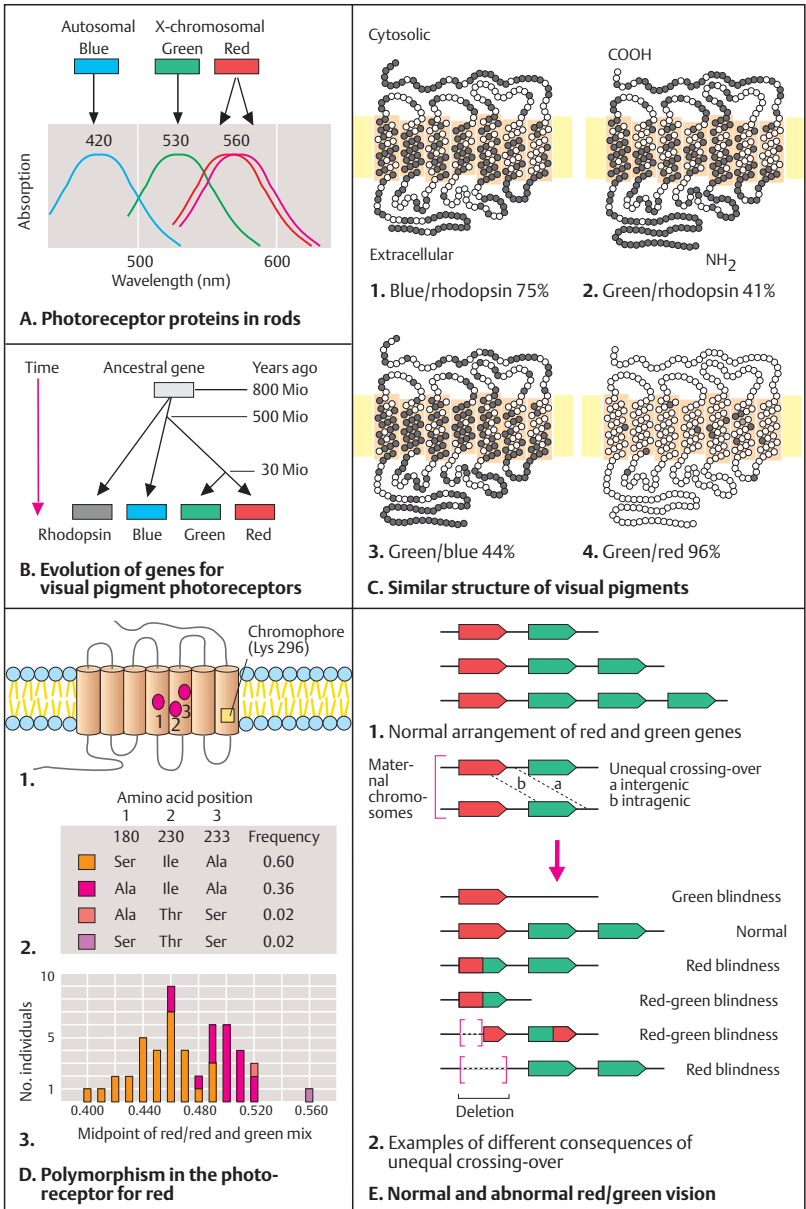 Autosomal X-chromosomal
Blue Green Red
420 530 560
Absorption
500 600
Wavelength (nm)
A. Photoreceptor proteins in rods
Time Ancestral gene Years ago
800 Mio
500 Mio
30 Mio
Rhodopsin Blue Green Red
B. Evolution of genes for
visual pigment photoreceptors
Cytosolic
COOH
Extracellular
NH2
1. Blue/rhodopsin 75% 2. Green/rhodopsin 41%
3. Green/blue 44% 4. Green/red 96%
C. Similar structure of visual pigments
Chromophore
(Lys 296)
1 2 3
1.
Amino acid position
1 2 3
180 230 233 Frequency
Ser Ile Ala 0.60
Ala Ile Ala 0.36
Ala Thr Ser 0.02
Ser Thr Ser 0.02
2.
No. individuals
10
5
1
0.400 0.440 0.480 0.520 0.560
3. Midpoint of red/red and green mix
D. Polymorphism in the photo-
receptor for red
1. Normal arrangement of red and green genes
Mater-
nal
chromo-
somes
b a
Unequal crossing-over
a intergenic
b intragenic
Green blindness
Normal
Red blindness
Red-green blindness
Red-green blindness
Red blindness
Deletion
2. Examples of different consequences of
unequal crossing-over
E. Normal and abnormal red/green vision